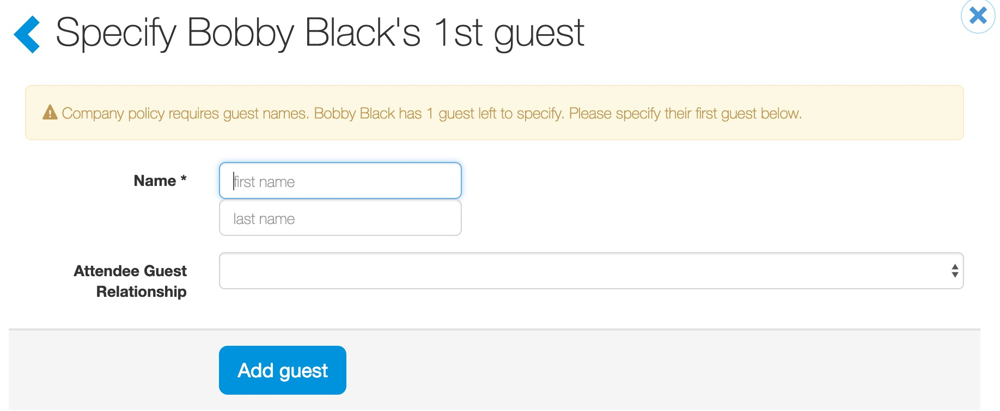 Specify Bobby Black's 1st guest
Company policy requires guest names. Bobby Black has 1 guest left to specify. Please specify their first guest below.
Name *
first name
last name
Attendee Guest
Relationship
Add guest